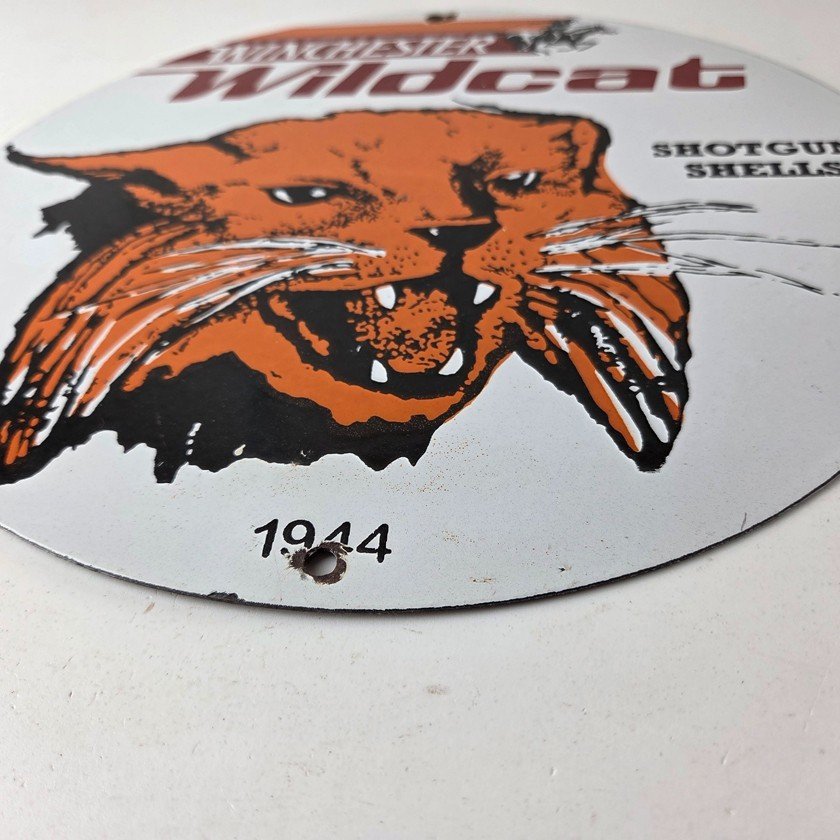 WINCHESTER
Wildcat
SHOTGUN
SHELLS
1944